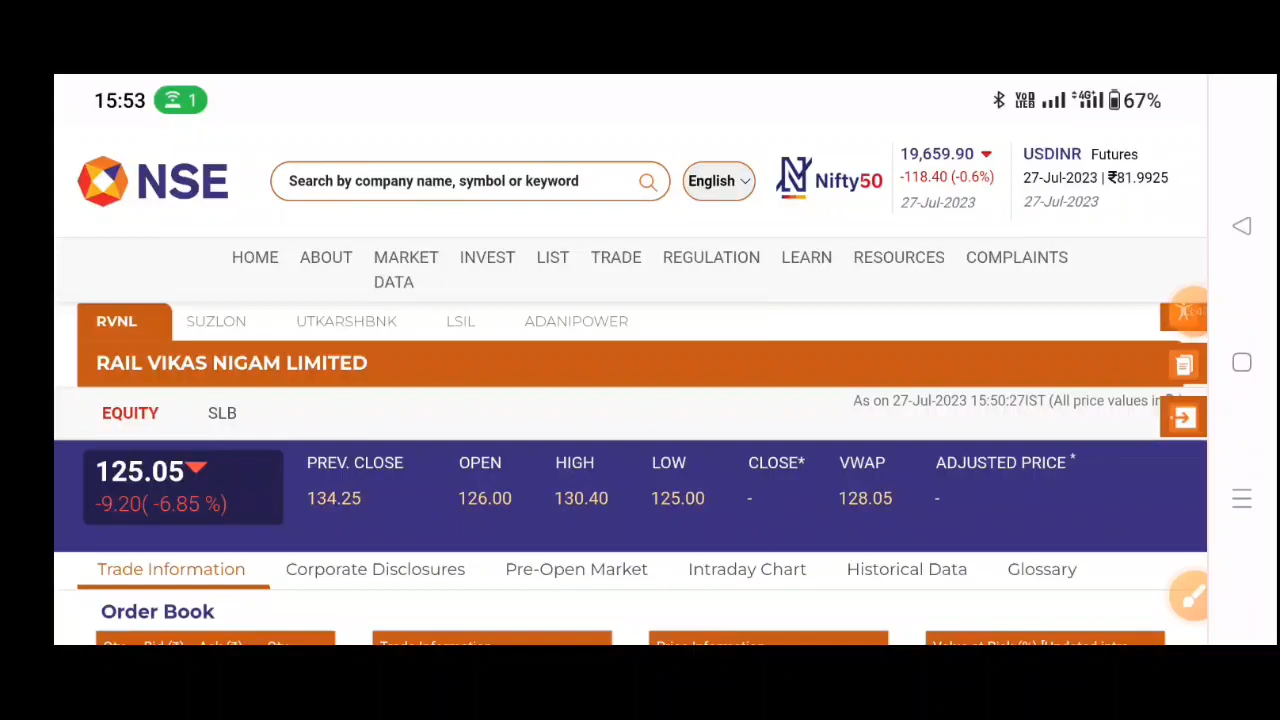 15:53 1 VoD LTEB 4G+ 67%
NSE
Search by company name, symbol or keyword
English
Nifty50
19,659.90
-118.40 (-0.6%)
27-Jul-2023
USDINR Futures
27-Jul-2023 | ₹81.9925
27-Jul-2023
HOME ABOUT MARKET DATA INVEST LIST TRADE REGULATION LEARN RESOURCES COMPLAINTS
RVNL SUZLON UTKARSHBNK LSIL ADANIPOWER
RAIL VIKAS NIGAM LIMITED
EQUITY SLB
As on 27-Jul-2023 15:50:27IST (All price values in
125.05
-9.20( -6.85 %)
PREV. CLOSE OPEN HIGH LOW CLOSE* VWAP ADJUSTED PRICE *
134.25 126.00 130.40 125.00 - 128.05 -
Trade Information Corporate Disclosures Pre-Open Market Intraday Chart Historical Data Glossary
Order Book